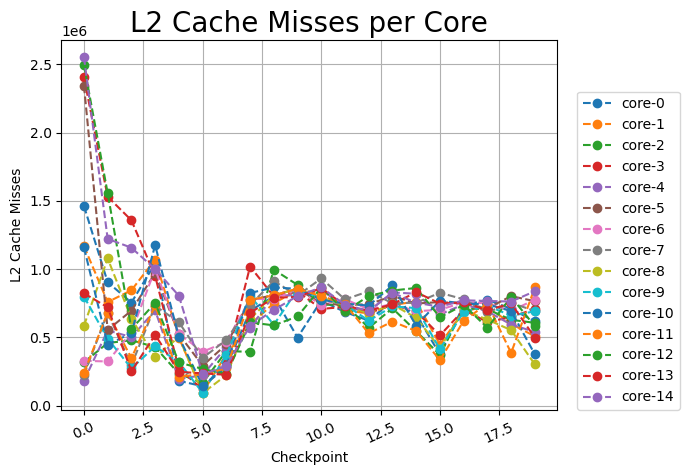 L2 Cache Misses per Core
1e6
2.5
2.0
1.5
1.0
0.5
0.0
L2 Cache Misses
0.0
2.5
5.0
7.5
10.0
12.5
15.0
17.5
Checkpoint
core-0
core-1
core-2
core-3
core-4
core-5
core-6
core-7
core-8
core-9
core-10
core-11
core-12
core-13
core-14